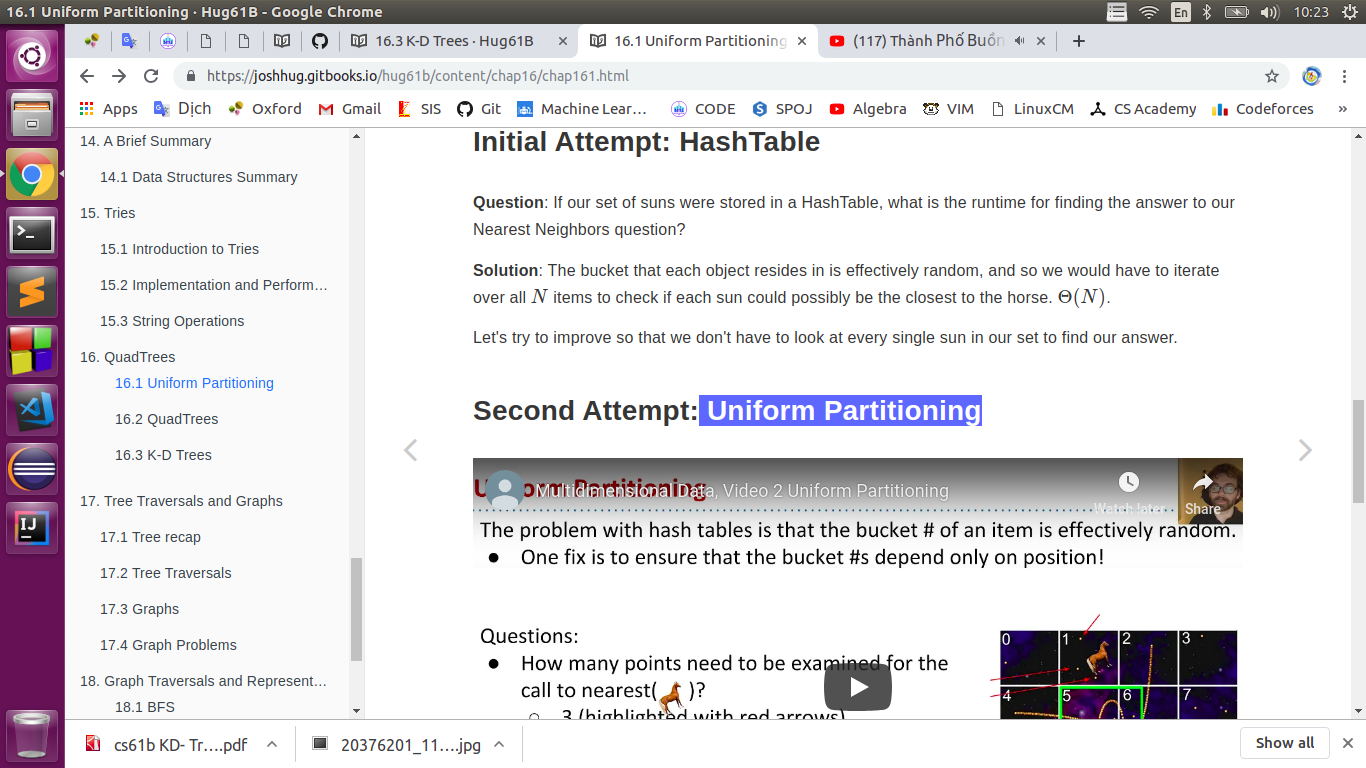 16.1 Uniform Partitioning · Hug61B - Google Chrome
En
10:23
16.3 K-D Trees · Hug61B
16.1 Uniform Partitioning
(117) Thành Phố Buồn
https://joshhug.gitbooks.io/hug61b/content/chap16/chap161.html
Apps
Dịch
Oxford
Gmail
SIS
Git
Machine Lear…
CODE
SPOJ
Algebra
VIM
LinuxCM
CS Academy
Codeforces
»
14. A Brief Summary
14.1 Data Structures Summary
15. Tries
15.1 Introduction to Tries
15.2 Implementation and Perform…
15.3 String Operations
16. QuadTrees
16.1 Uniform Partitioning
16.2 QuadTrees
16.3 K-D Trees
17. Tree Traversals and Graphs
17.1 Tree recap
17.2 Tree Traversals
17.3 Graphs
17.4 Graph Problems
18. Graph Traversals and Represent…
18.1 BFS
Initial Attempt: HashTable
Question: If our set of suns were stored in a HashTable, what is the runtime for finding the answer to our
Nearest Neighbors question?
Solution: The bucket that each object resides in is effectively random, and so we would have to iterate
over all N items to check if each sun could possibly be the closest to the horse. Θ(N).
Let's try to improve so that we don't have to look at every single sun in our set to find our answer.
Second Attempt: Uniform Partitioning
Uniform Partitioning
Multidimensional Data, Video 2 Uniform Partitioning
Watch later
Share
The problem with hash tables is that the bucket # of an item is effectively random.
● One fix is to ensure that the bucket #s depend only on position!
Questions:
● How many points need to be examined for the
call to nearest( )?
○ 3 (highlighted with red arrows)
0 1 2 3
4 5 6 7
IJ
cs61b KD- Tr….pdf
20376201_11….jpg
Show all